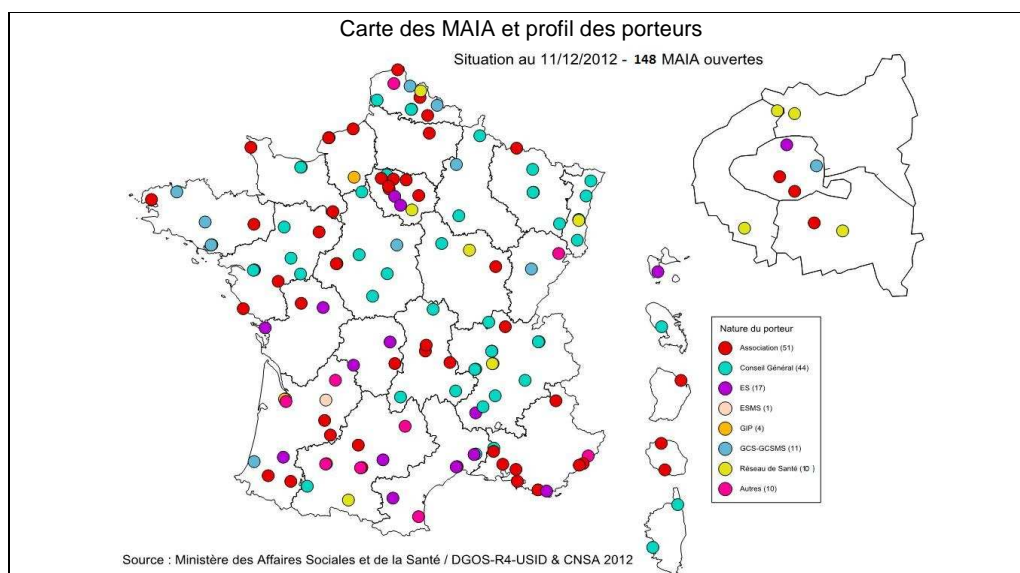 Carte des MAIA et profil des porteurs
Situation au 11/12/2012 - 148 MAIA ouvertes
Nature du porteur
Association (51)
Conseil Général (44)
ES (17)
ESMS (1)
GIP (4)
GCS-GCSMS (11)
Réseau de Santé (10 )
Autres (10)
Source : Ministère des Affaires Sociales et de la Santé / DGOS-R4-USID & CNSA 2012